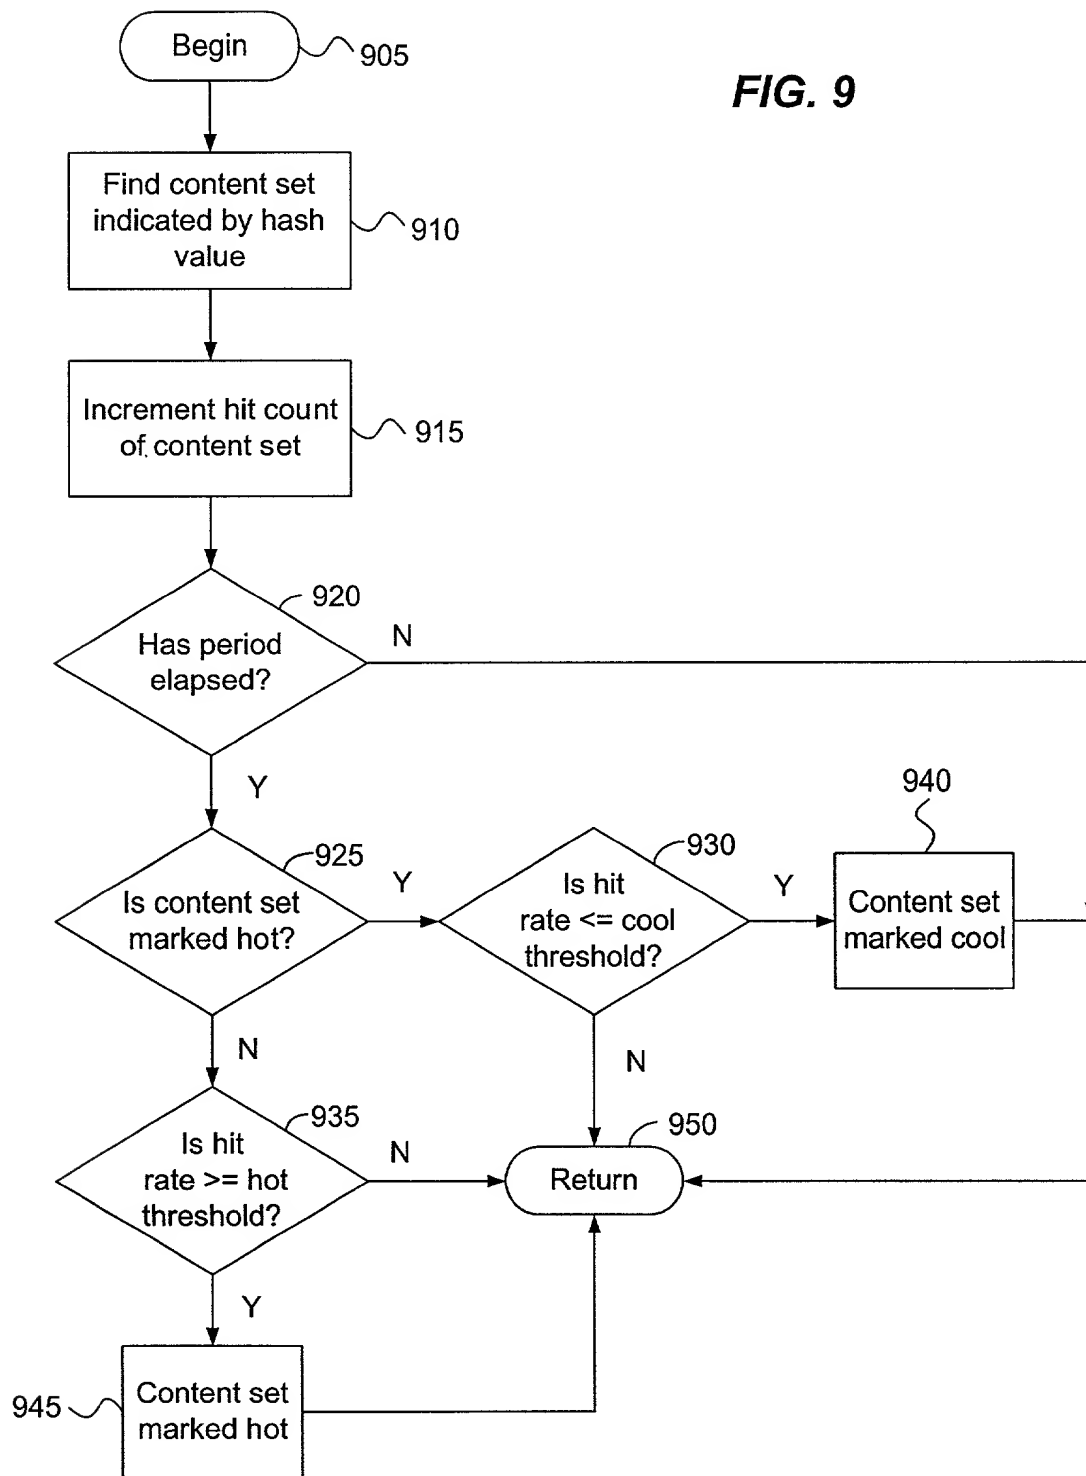 Begin
905
FIG. 9
Find content set
indicated by hash
value
910
Increment hit count
of content set
915
920
Has period
elapsed?
N
Y
925
Is content set
marked hot?
Y
930
Is hit
rate <= cool
threshold?
Y
940
Content set
marked cool
N
N
935
Is hit
rate >= hot
threshold?
N
950
Return
Y
945
Content set
marked hot